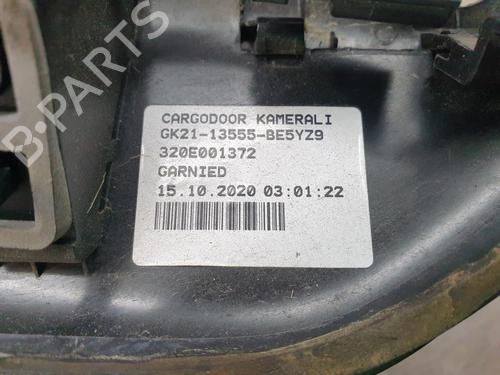 CARGODOOR KAMERALI
GK21-13555-BE5YZ9
320E001372
GARNIED
15.10.2020 03:01:22
B-PARTS